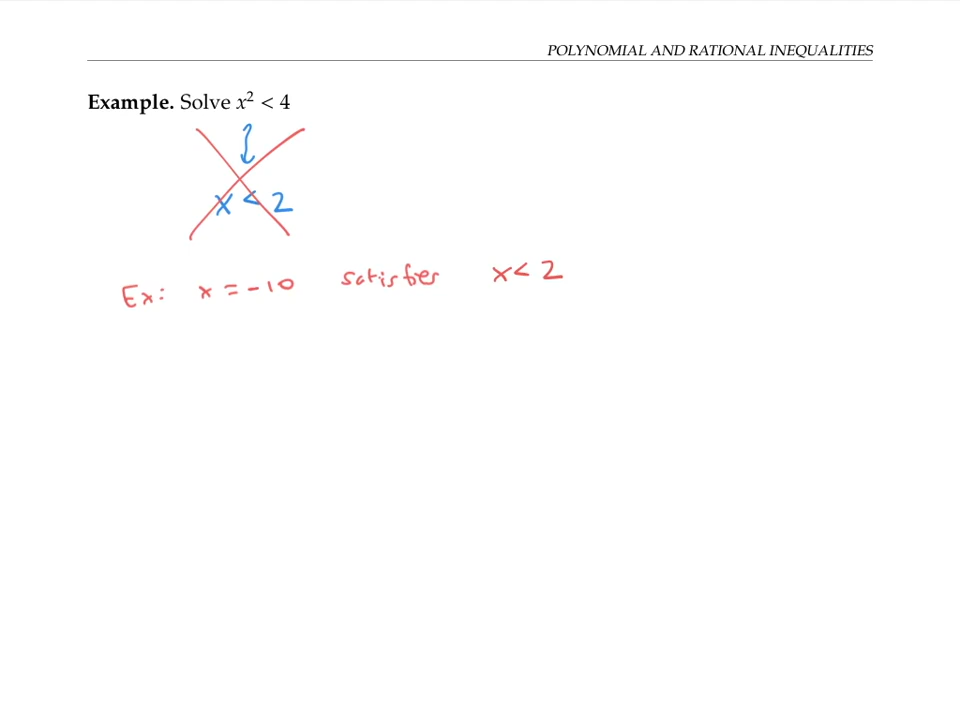 POLYNOMIAL AND RATIONAL INEQUALITIES
Example. Solve x² < 4
x < 2
Ex: x = -10 satisfies x < 2